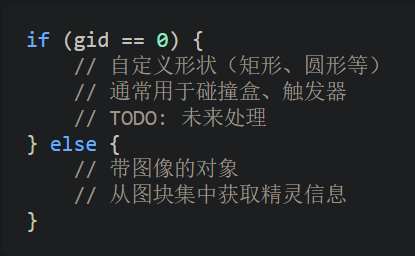 if (gid == 0) {
    // 自定义形状（矩形、圆形等）
    // 通常用于碰撞盒、触发器
    // TODO: 未来处理
} else {
    // 带图像的对象
    // 从图块集中获取精灵信息
}